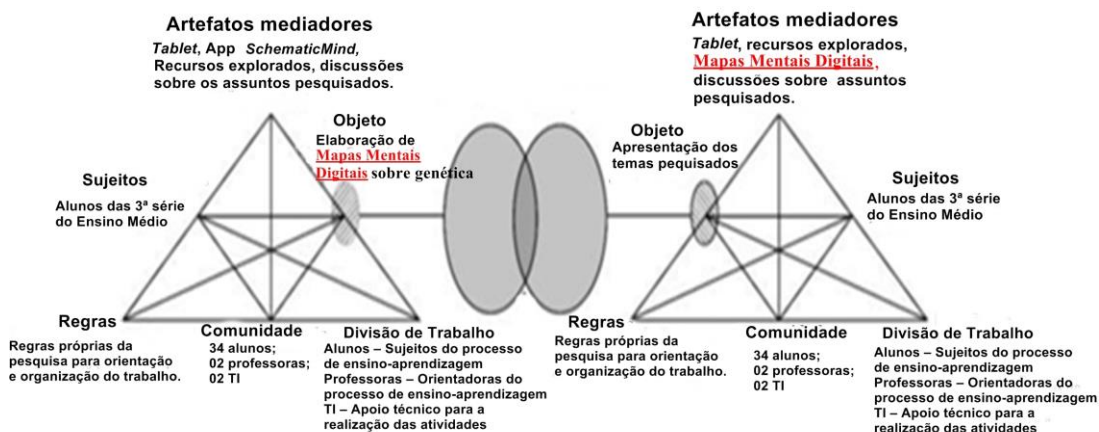 Artefatos mediadores
Tablet, App SchematicMind,
Recursos explorados, discussões
sobre os assuntos pesquisados.
Objeto
Elaboração de
Mapas Mentais
Digitais sobre genética
Sujeitos
Alunos das 3ª série
do Ensino Médio
Regras
Regras próprias da
pesquisa para orientação
e organização do trabalho.
Comunidade
34 alunos;
02 professoras;
02 TI
Divisão de Trabalho
Alunos – Sujeitos do processo
de ensino-aprendizagem
Professoras – Orientadoras do
processo de ensino-aprendizagem
TI – Apoio técnico para a
realização das atividades
Artefatos mediadores
Tablet, recursos explorados,
Mapas Mentais Digitais,
discussões sobre assuntos
pesquisados.
Objeto
Apresentação dos
temas pequisados
Sujeitos
Alunos das 3ª série
do Ensino Médio
Regras
Regras próprias da
pesquisa para orientação
e organização do trabalho.
Comunidade
34 alunos;
02 professoras;
02 TI
Divisão de Trabalho
Alunos – Sujeitos do processo
de ensino-aprendizagem
Professoras – Orientadoras do
processo de ensino-aprendizagem
TI – Apoio técnico para a
realização das atividades